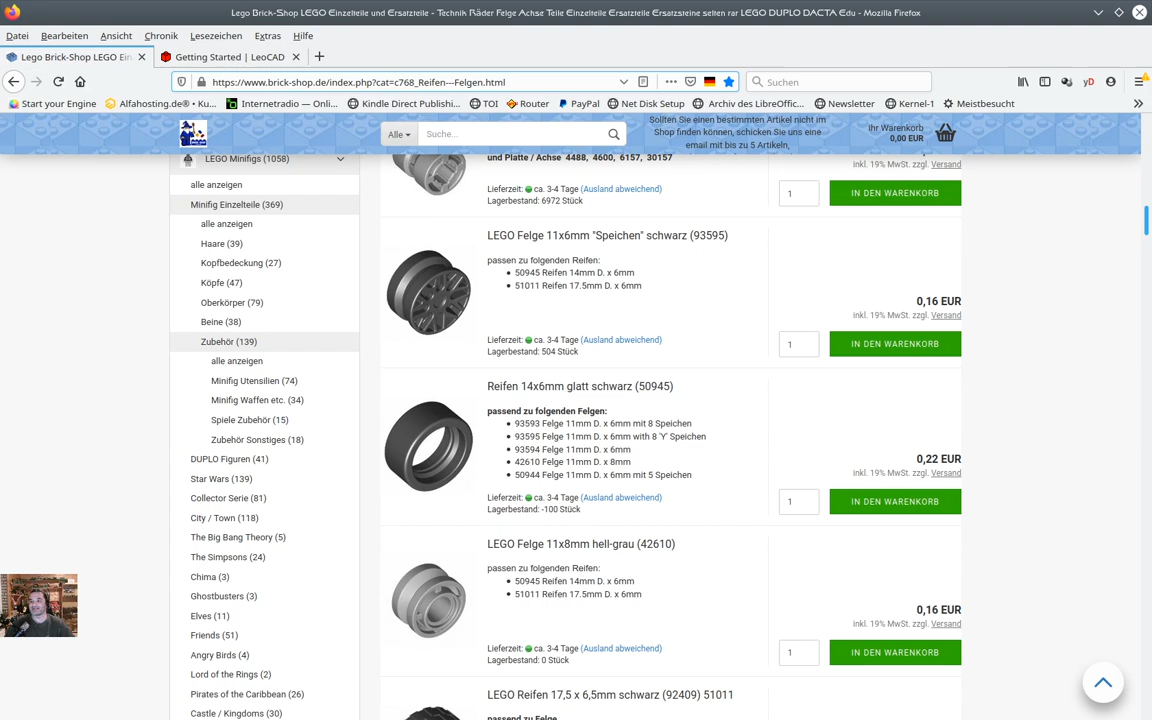 Lego Brick-Shop LEGO Einzelteile und Ersatzteile - Technik Räder Felge Achse Teile Einzelteile Ersatzteile Ersatzsteine selten rar LEGO DUPLO DACTA Edu - Mozilla Firefox
Datei Bearbeiten Ansicht Chronik Lesezeichen Extras Hilfe
Lego Brick-Shop LEGO Ein
Getting Started | LeoCAD
https://www.brick-shop.de/index.php?cat=c768_Reifen---Felgen.html
Suchen
Start your Engine
Alfahosting.de® • Ku...
Internetradio — Onli...
Kindle Direct Publishi...
TOI
Router
PayPal
Net Disk Setup
Archiv des LibreOffic...
Newsletter
Kernel-1
Meistbesucht
Alle
Suche...
Sollten Sie einen bestimmten Artikel nicht im
Shop finden können, schicken Sie uns eine
email mit bis zu 5 Artikeln,
Ihr Warenkorb
0,00 EUR
LEGO Minifigs (1058)
alle anzeigen
Minifig Einzelteile (369)
alle anzeigen
Haare (39)
Kopfbedeckung (27)
Köpfe (47)
Oberkörper (79)
Beine (38)
Zubehör (139)
alle anzeigen
Minifig Utensilien (74)
Minifig Waffen etc. (34)
Spiele Zubehör (15)
Zubehör Sonstiges (18)
DUPLO Figuren (41)
Star Wars (139)
Collector Serie (81)
City / Town (118)
The Big Bang Theory (5)
The Simpsons (24)
Chima (3)
Ghostbusters (3)
Elves (11)
Friends (51)
Angry Birds (4)
Lord of the Rings (2)
Pirates of the Caribbean (26)
Castle / Kingdoms (30)
und Platte / Achse 4488, 4600, 6157, 30157
Lieferzeit: ca. 3-4 Tage (Ausland abweichend)
Lagerbestand: 6972 Stück
inkl. 19% MwSt. zzgl. Versand
1
IN DEN WARENKORB
LEGO Felge 11x6mm "Speichen" schwarz (93595)
passen zu folgenden Reifen:
• 50945 Reifen 14mm D. x 6mm
• 51011 Reifen 17.5mm D. x 6mm
Lieferzeit: ca. 3-4 Tage (Ausland abweichend)
Lagerbestand: 504 Stück
0,16 EUR
inkl. 19% MwSt. zzgl. Versand
1
IN DEN WARENKORB
Reifen 14x6mm glatt schwarz (50945)
passend zu folgenden Felgen:
• 93593 Felge 11mm D. x 6mm mit 8 Speichen
• 93595 Felge 11mm D. x 6mm with 8 'Y' Speichen
• 93594 Felge 11mm D. x 6mm
• 42610 Felge 11mm D. x 8mm
• 50944 Felge 11mm D. x 6mm mit 5 Speichen
Lieferzeit: ca. 3-4 Tage (Ausland abweichend)
Lagerbestand: -100 Stück
0,22 EUR
inkl. 19% MwSt. zzgl. Versand
1
IN DEN WARENKORB
LEGO Felge 11x8mm hell-grau (42610)
passen zu folgenden Reifen:
• 50945 Reifen 14mm D. x 6mm
• 51011 Reifen 17.5mm D. x 6mm
Lieferzeit: ca. 3-4 Tage (Ausland abweichend)
Lagerbestand: 0 Stück
0,16 EUR
inkl. 19% MwSt. zzgl. Versand
1
IN DEN WARENKORB
LEGO Reifen 17,5 x 6,5mm schwarz (92409) 51011
passend zu Felge